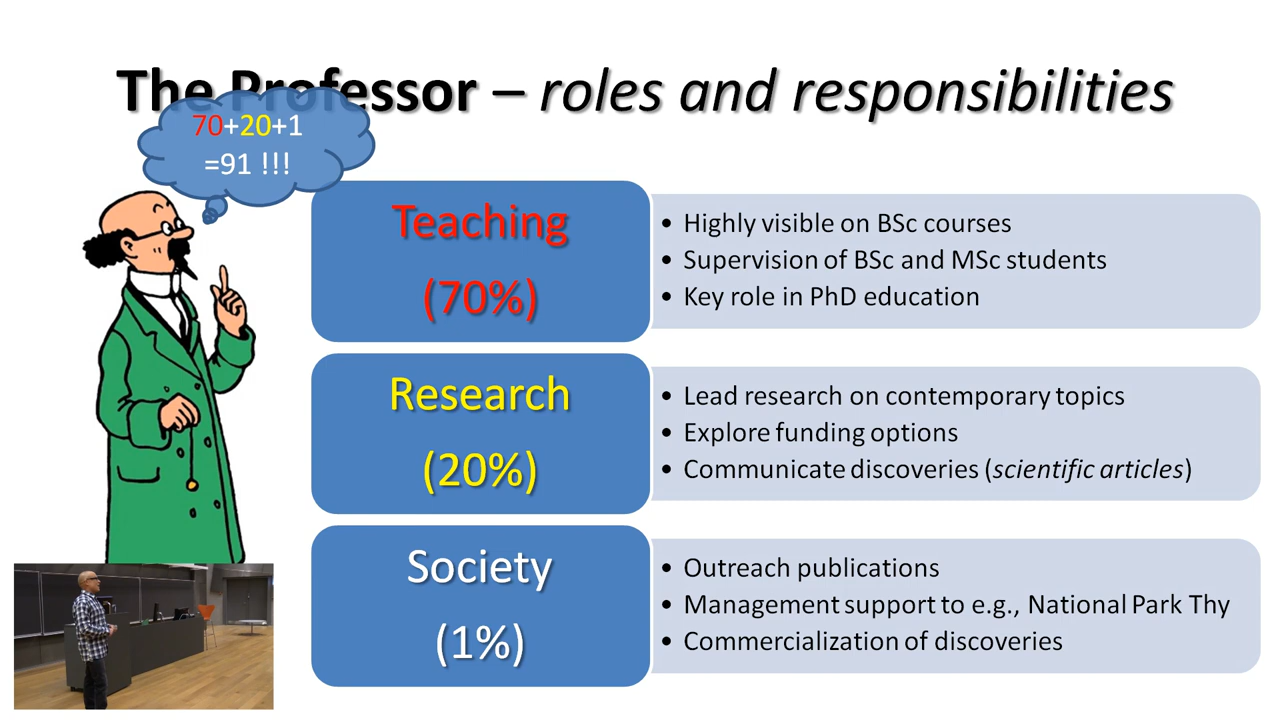 The Professor – roles and responsibilities
70+20+1
=91 !!!
Teaching
(70%)
• Highly visible on BSc courses
• Supervision of BSc and MSc students
• Key role in PhD education
Research
(20%)
• Lead research on contemporary topics
• Explore funding options
• Communicate discoveries (scientific articles)
Society
(1%)
• Outreach publications
• Management support to e.g., National Park Thy
• Commercialization of discoveries